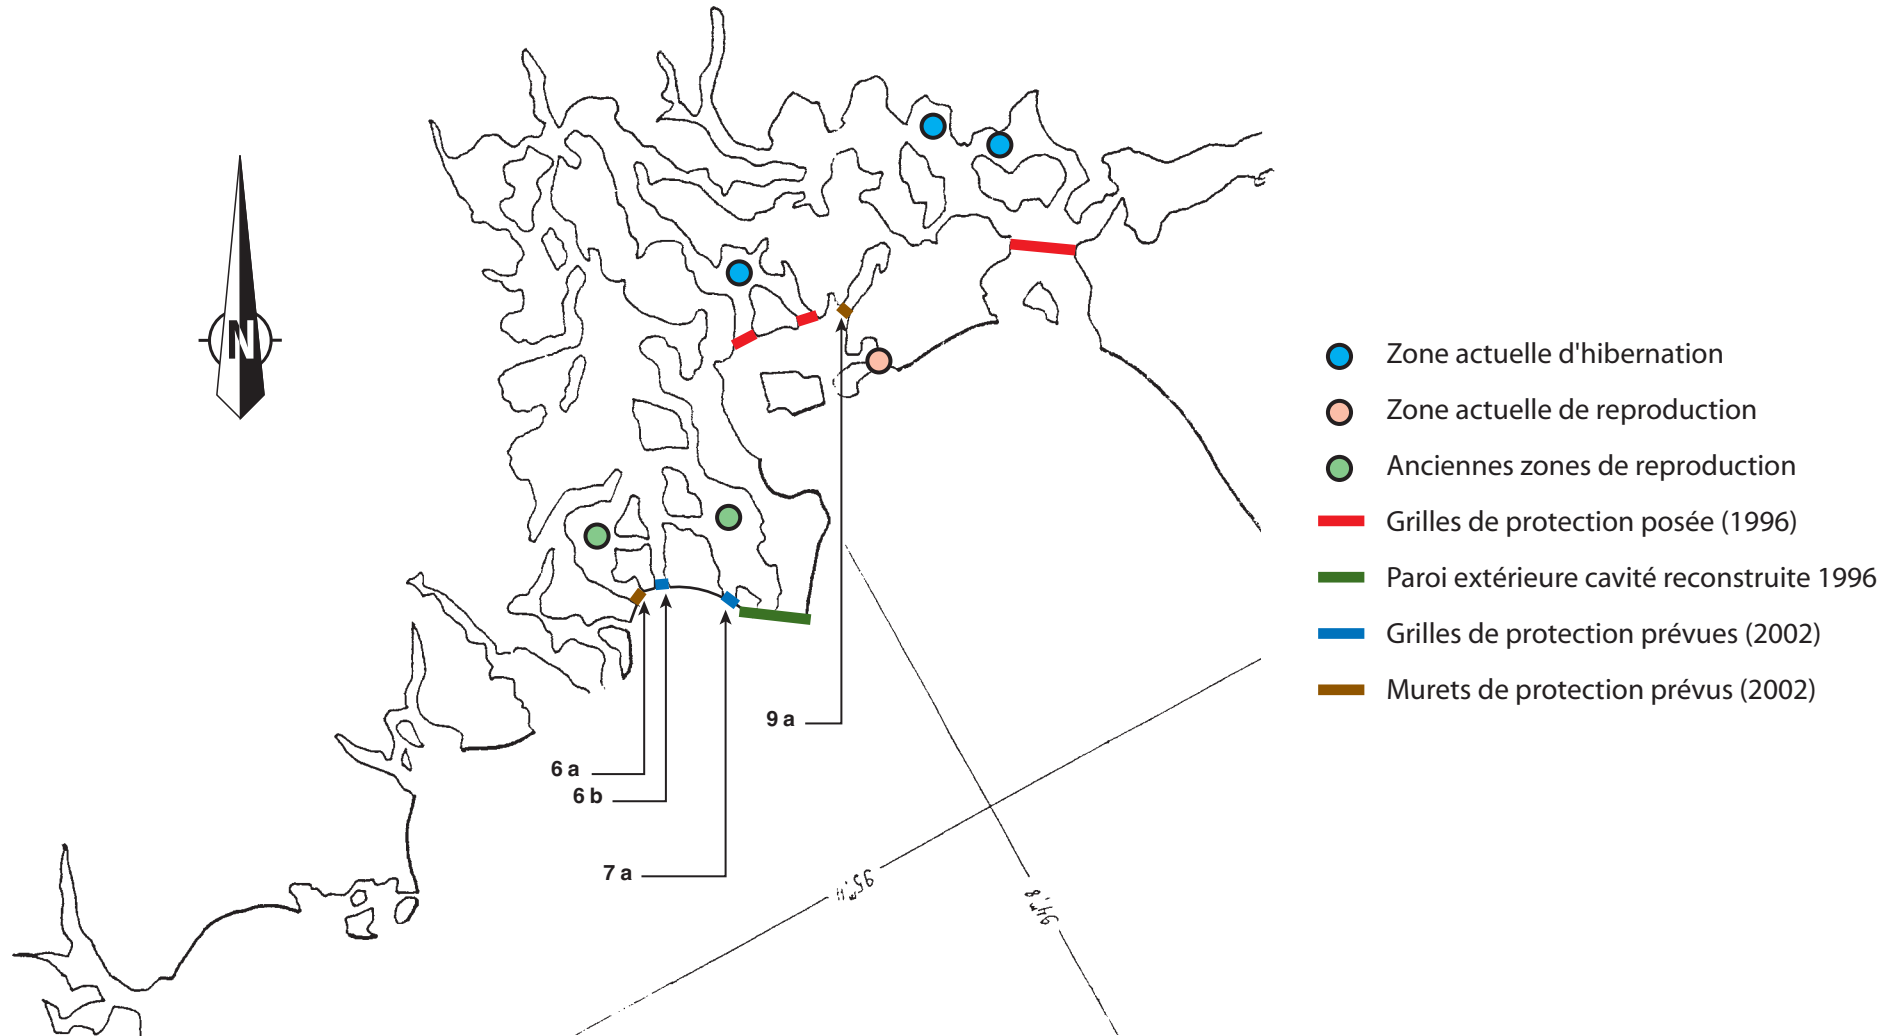 N
Zone actuelle d'hibernation
Zone actuelle de reproduction
Anciennes zones de reproduction
Grilles de protection posée (1996)
Paroi extérieure cavité reconstruite 1996
Grilles de protection prévues (2002)
Murets de protection prévus (2002)
9 a
6 a
6 b
7 a